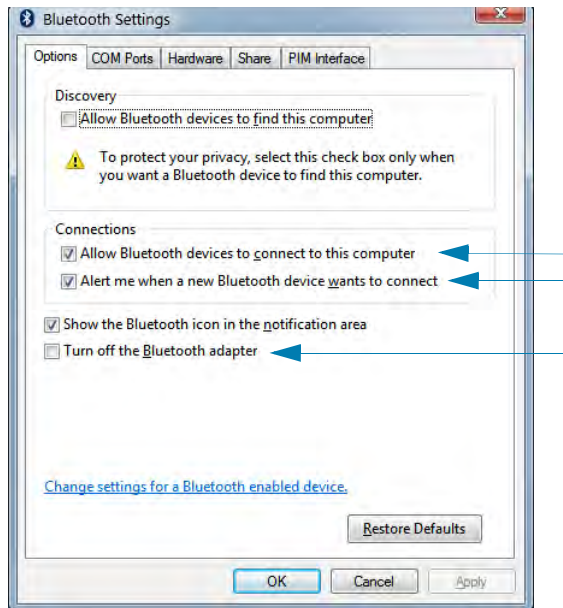 Bluetooth Settings
Options COM Ports Hardware Share PIM Interface
Discovery
Allow Bluetooth devices to find this computer
To protect your privacy, select this check box only when
you want a Bluetooth device to find this computer.
Connections
Allow Bluetooth devices to connect to this computer
Alert me when a new Bluetooth device wants to connect
Show the Bluetooth icon in the notification area
Turn off the Bluetooth adapter
Change settings for a Bluetooth enabled device.
Restore Defaults
OK Cancel Apply